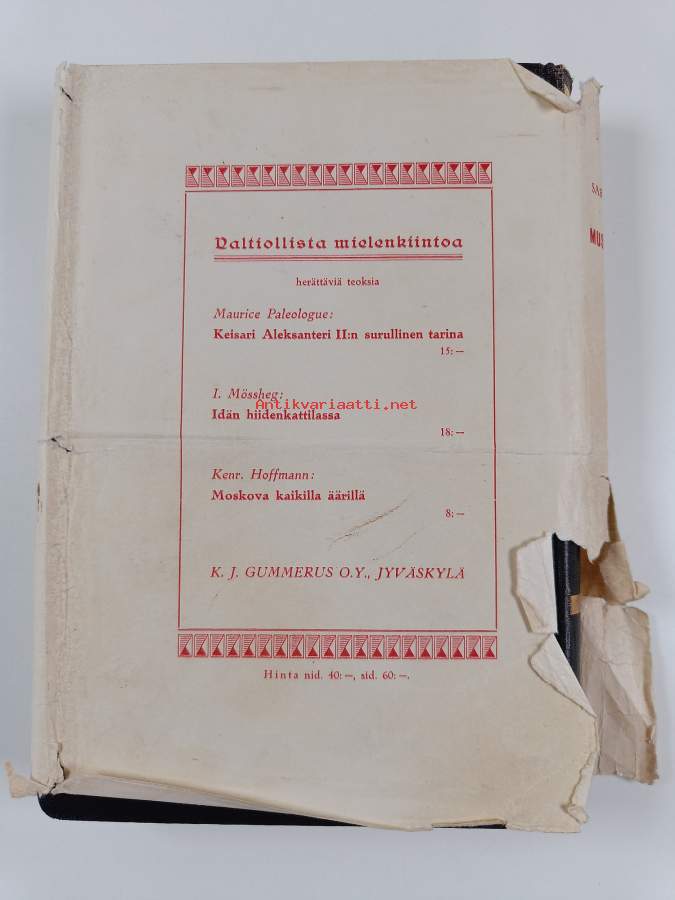 Valtiollista mielenkiintoa
herättäviä teoksia
Maurice Paleologue:
Keisari Aleksanteri II:n surullinen tarina
15:—
I. Mössheg:
Antikvariaatti.net
Idän hiidenkattilassa
18:—
Kenr. Hoffmann:
Moskova kaikilla äärillä
8:—
K. J. GUMMERUS O.Y., JYVÄSKYLÄ
Hinta nid. 40:—, sid. 60:—.
MUS